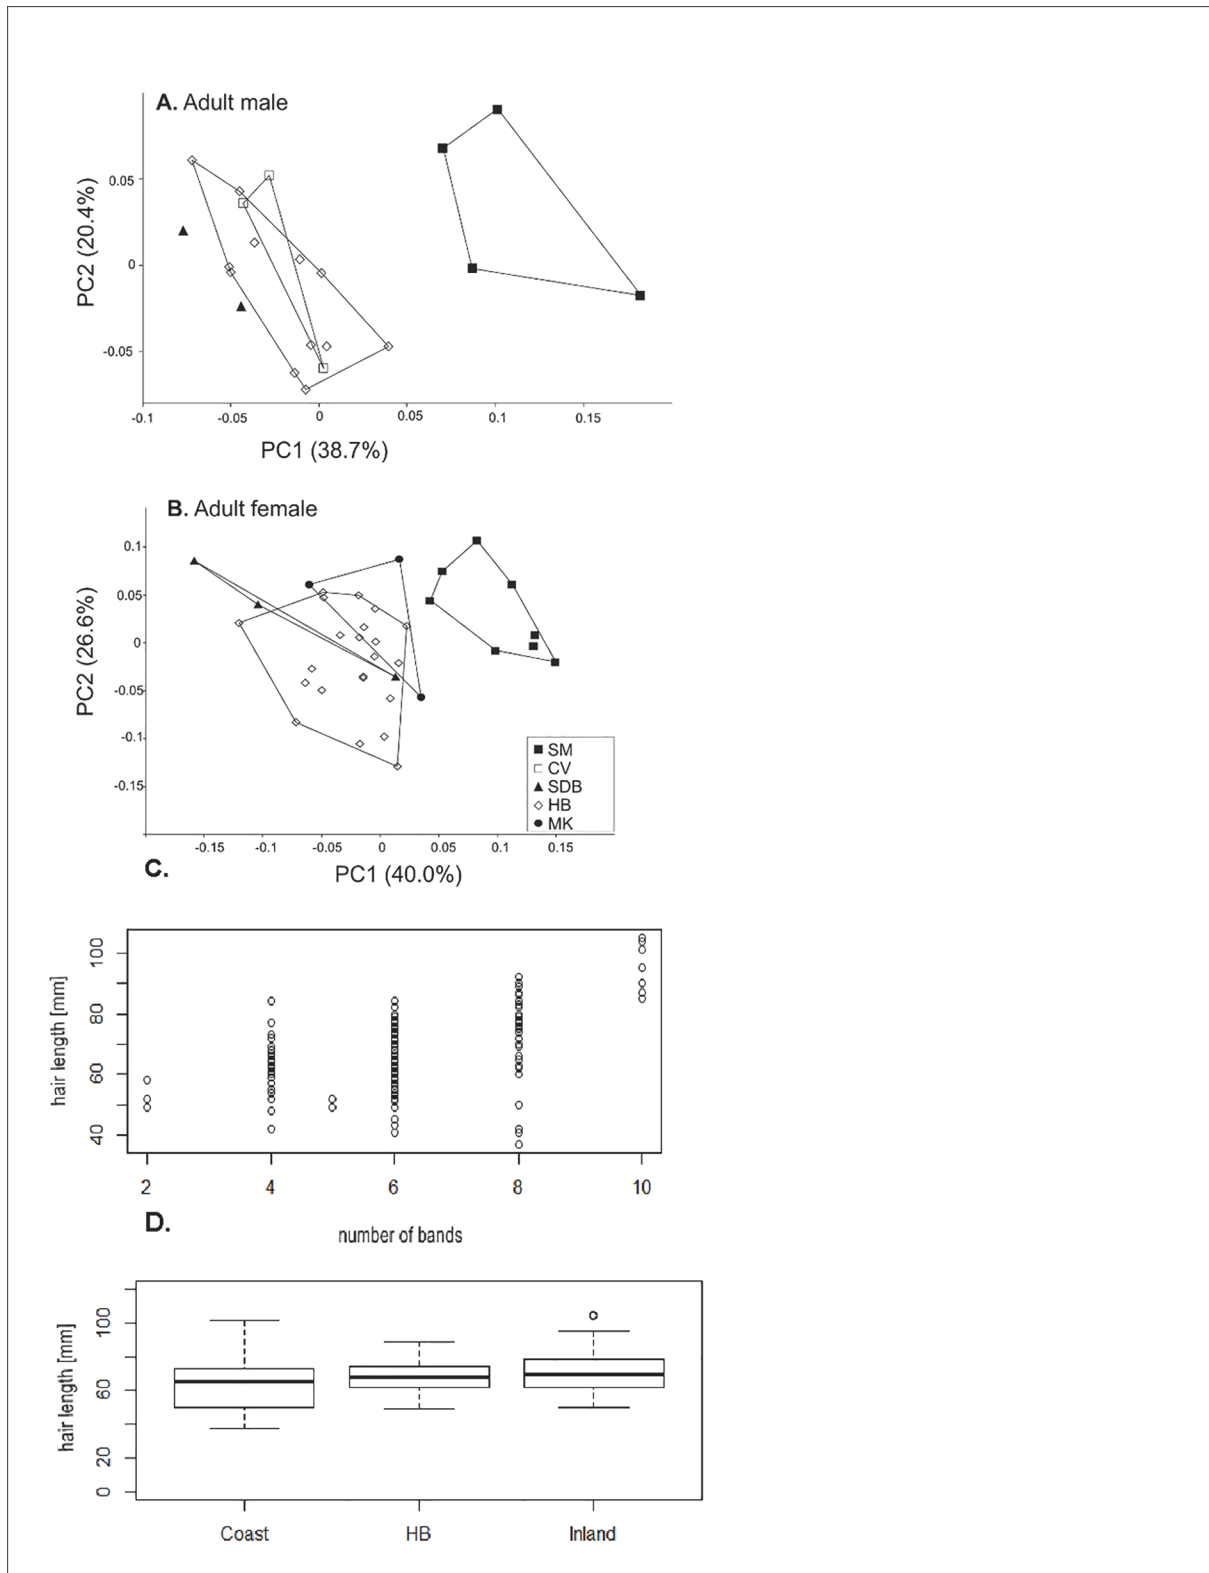 A. Adult male
PC2 (20.4%)
0.05
0
-0.05
-0.1 -0.05 0 0.05 0.1 0.15
PC1 (38.7%)
B. Adult female
PC2 (26.6%)
0.1
0.05
0
-0.05
-0.1
-0.15
SM
CV
SDB
HB
MK
-0.15 -0.1 -0.05 0 0.05 0.1 0.15
PC1 (40.0%)
C.
hair length [mm]
100
80
60
40
2 4 6 8 10
number of bands
D.
hair length [mm]
100
60
20
0
Coast HB Inland